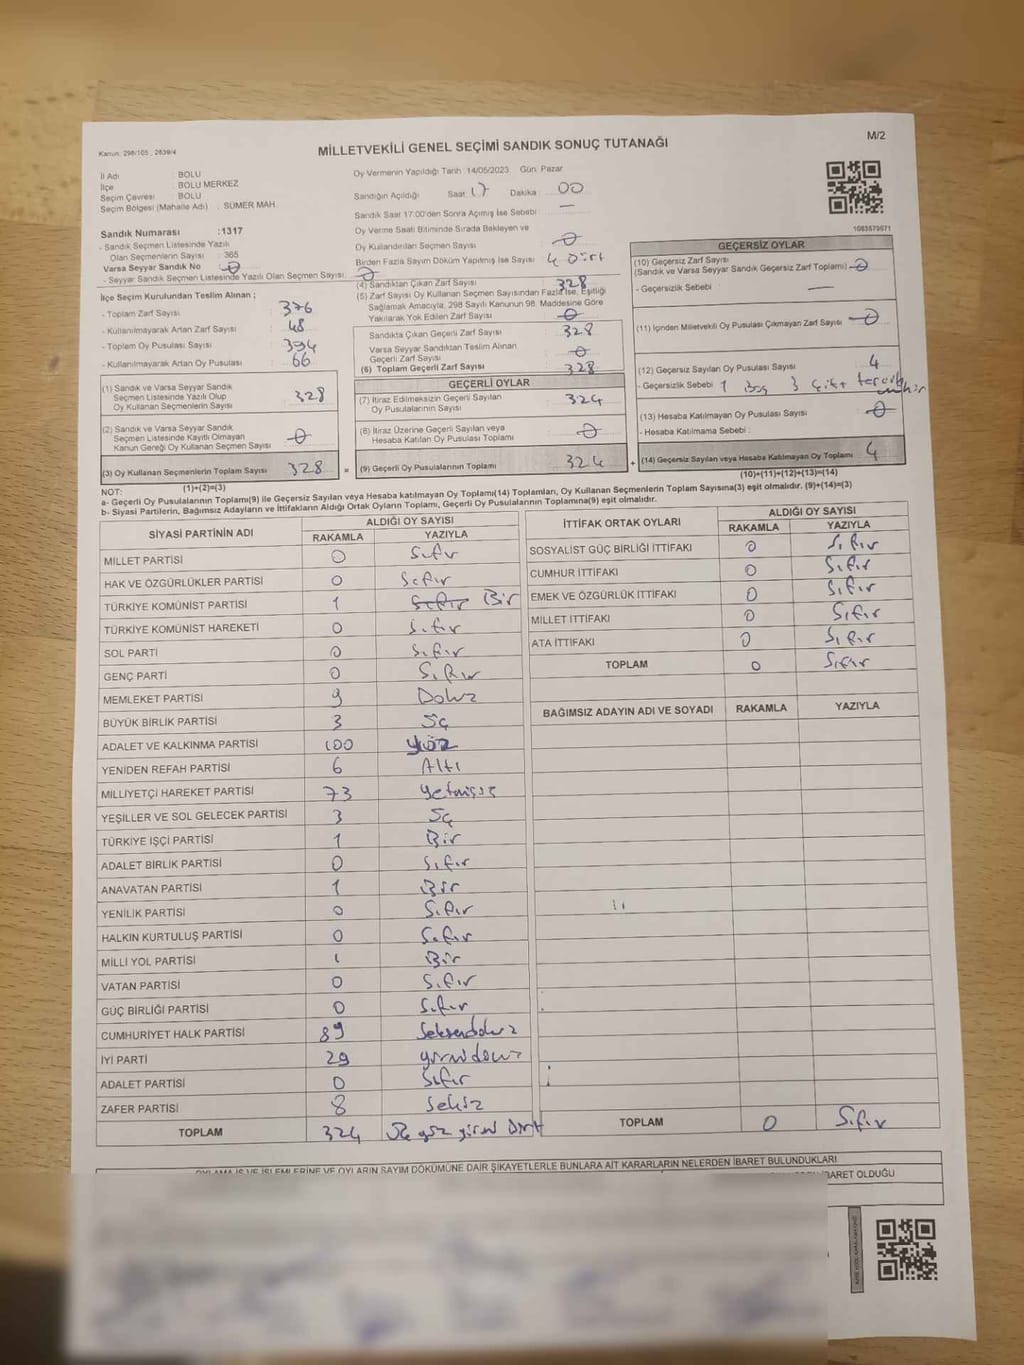 M/2
Kanun: 298/105 , 2839/4
MİLLETVEKİLİ GENEL SEÇİMİ SANDIK SONUÇ TUTANAĞI
İl Adı : BOLU
İlçe : BOLU MERKEZ
Seçim Çevresi : BOLU
Seçim Bölgesi (Mahalle Adı) : SÜMER MAH.
Sandık Numarası :1317
- Sandık Seçmen Listesinde Yazılı
Olan Seçmenlerin Sayısı : 365
Varsa Seyyar Sandık No : 0
- Seyyar Sandık Seçmen Listesinde Yazılı Olan Seçmen Sayısı: 0
İlçe Seçim Kurulundan Teslim Alınan ;
- Toplam Zarf Sayısı : 376
- Kullanılmayarak Artan Zarf Sayısı : 48
- Toplam Oy Pusulası Sayısı : 394
- Kullanılmayarak Artan Oy Pusulası : 66
(1) Sandık ve Varsa Seyyar Sandık
Seçmen Listesinde Yazılı Olup
Oy Kullanan Seçmenlerin Sayısı : 328
(2) Sandık ve Varsa Seyyar Sandık
Seçmen Listesinde Kayıtlı Olmayan
Kanun Gereği Oy Kullanan Seçmen Sayısı : 0
(3) Oy Kullanan Seçmenlerin Toplam Sayısı 328 =
(1)+(2)=(3)
Oy Vermenin Yapıldığı Tarih :14/05/2023 Gün: Pazar
Sandığın Açıldığı Saat : 17 Dakika : 00
Sandık Saat 17:00'den Sonra Açılmış İse Sebebi : —
Oy Verme Saati Bitiminde Sırada Bekleyen ve
Oy Kullandırılan Seçmen Sayısı : 0
Birden Fazla Sayım Döküm Yapılmış İse Sayısı : 4 Dört
(4) Sandıktan Çıkan Zarf Sayısı : 328
(5) Zarf Sayısı Oy Kullanan Seçmen Sayısından Fazla İse, Eşitliği
Sağlamak Amacıyla, 298 Sayılı Kanunun 98. Maddesine Göre
Yakılarak Yok Edilen Zarf Sayısı : 0
Sandıkta Çıkan Geçerli Zarf Sayısı : 328
Varsa Seyyar Sandıktan Teslim Alınan
Geçerli Zarf Sayısı : 0
(6) Toplam Geçerli Zarf Sayısı : 328
GEÇERLİ OYLAR
(7) İtiraz Edilmeksizin Geçerli Sayılan
Oy Pusulalarının Sayısı : 324
(8) İtiraz Üzerine Geçerli Sayılan veya
Hesaba Katılan Oy Pusulası Toplamı : 0
(9) Geçerli Oy Pusulalarının Toplamı : 324 +
1063579571
GEÇERSİZ OYLAR
(10) Geçersiz Zarf Sayısı
(Sandık ve Varsa Seyyar Sandık Geçersiz Zarf Toplamı) : 0
- Geçersizlik Sebebi : —
(11) İçinden Milletvekili Oy Pusulası Çıkmayan Zarf Sayısı : 0
(12) Geçersiz Sayılan Oy Pusulası Sayısı : 4
- Geçersizlik Sebebi : 1 Boş 3 çift tercih
(13) Hesaba Katılmayan Oy Pusulası Sayısı : 0
- Hesaba Katılmama Sebebi :
(14) Geçersiz Sayılan veya Hesaba Katılmayan Oy Toplamı : 4
(10)+(11)+(12)+(13)=(14)
NOT:
a- Geçerli Oy Pusulalarının Toplamı(9) ile Geçersiz Sayılan veya Hesaba katılmayan Oy Toplamı(14) Toplamları, Oy Kullanan Seçmenlerin Toplam Sayısına(3) eşit olmalıdır. (9)+(14)=(3)
b- Siyasi Partilerin, Bağımsız Adayların ve İttifakların Aldığı Ortak Oyların Toplamı, Geçerli Oy Pusulalarının Toplamına(9) eşit olmalıdır.
SİYASİ PARTİNİN ADI ALDIĞI OY SAYISI
RAKAMLA YAZIYLA
MİLLET PARTİSİ 0 Sıfır
HAK VE ÖZGÜRLÜKLER PARTİSİ 0 Sıfır
TÜRKİYE KOMÜNİST PARTİSİ 1 Sıfır Bir
TÜRKİYE KOMÜNİST HAREKETİ 0 Sıfır
SOL PARTİ 0 Sıfır
GENÇ PARTİ 0 Sıfır
MEMLEKET PARTİSİ 9 Dokuz
BÜYÜK BİRLİK PARTİSİ 3 Üç
ADALET VE KALKINMA PARTİSİ 100 yüz
YENİDEN REFAH PARTİSİ 6 Altı
MİLLİYETÇİ HAREKET PARTİSİ 73 yetmişüç
YEŞİLLER VE SOL GELECEK PARTİSİ 3 Üç
TÜRKİYE İŞÇİ PARTİSİ 1 Bir
ADALET BİRLİK PARTİSİ 0 Sıfır
ANAVATAN PARTİSİ 1 Bir
YENİLİK PARTİSİ 0 Sıfır
HALKIN KURTULUŞ PARTİSİ 0 Sıfır
MİLLİ YOL PARTİSİ 1 Bir
VATAN PARTİSİ 0 Sıfır
GÜÇ BİRLİĞİ PARTİSİ 0 Sıfır
CUMHURİYET HALK PARTİSİ 89 Seksendokuz
İYİ PARTİ 29 yirmidokuz
ADALET PARTİSİ 0 Sıfır
ZAFER PARTİSİ 8 Sekiz
TOPLAM 324 Üç yüz yirmi Dört
İTTİFAK ORTAK OYLARI ALDIĞI OY SAYISI
RAKAMLA YAZIYLA
SOSYALİST GÜÇ BİRLİĞİ İTTİFAKI 0 Sıfır
CUMHUR İTTİFAKI 0 Sıfır
EMEK VE ÖZGÜRLÜK İTTİFAKI 0 Sıfır
MİLLET İTTİFAKI 0 Sıfır
ATA İTTİFAKI 0 Sıfır
TOPLAM 0 Sıfır
BAĞIMSIZ ADAYIN ADI VE SOYADI RAKAMLA YAZIYLA
TOPLAM 0 Sıfır
OYLAMA İŞ VE İŞLEMLERİNE VE OYLARIN SAYIM DÖKÜMÜNE DAİR ŞİKAYETLERLE BUNLARA AİT KARARLARIN NELERDEN İBARET BULUNDUKLARI
İBARET OLDUĞU